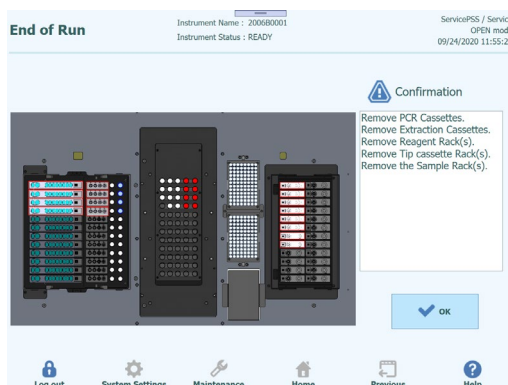 End of Run
Instrument Name : 2006B0001
Instrument Status : READY
ServicePSS / Servic
OPEN mod
09/24/2020 11:55:2
Confirmation
Remove PCR Cassettes.
Remove Extraction Cassettes.
Remove Reagent Rack(s).
Remove Tip cassette Rack(s).
Remove the Sample Rack(s).
OK
Log out
System Settings
Maintenance
Home
Previous
Help